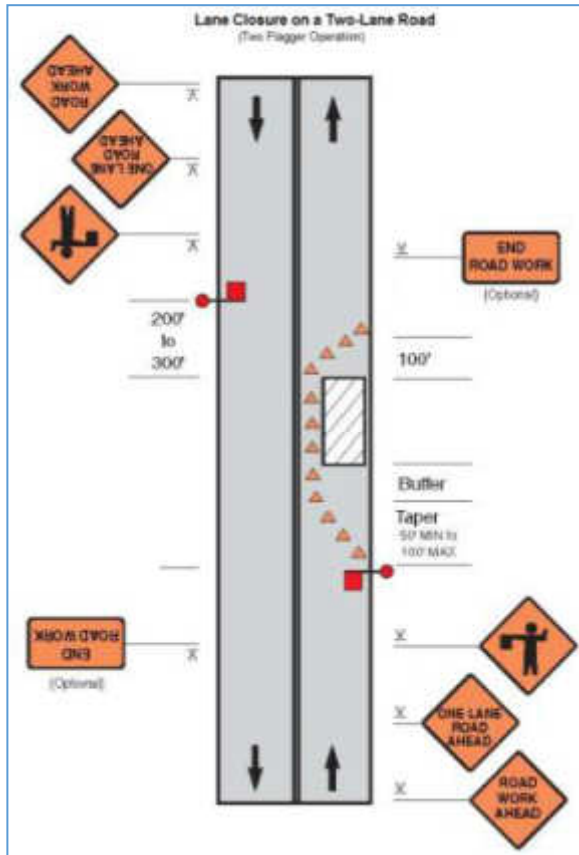 Lane Closure on a Two-Lane Road
(Two Flagger Operation)
ROAD
WORK
AHEAD
ONE LANE
ROAD
AHEAD
END
ROAD WORK
(Optional)
200'
to
300'
100'
Buffer
Taper
50' MIN to
100' MAX
END
ROAD WORK
(Optional)
ONE LANE
ROAD
AHEAD
ROAD
WORK
AHEAD